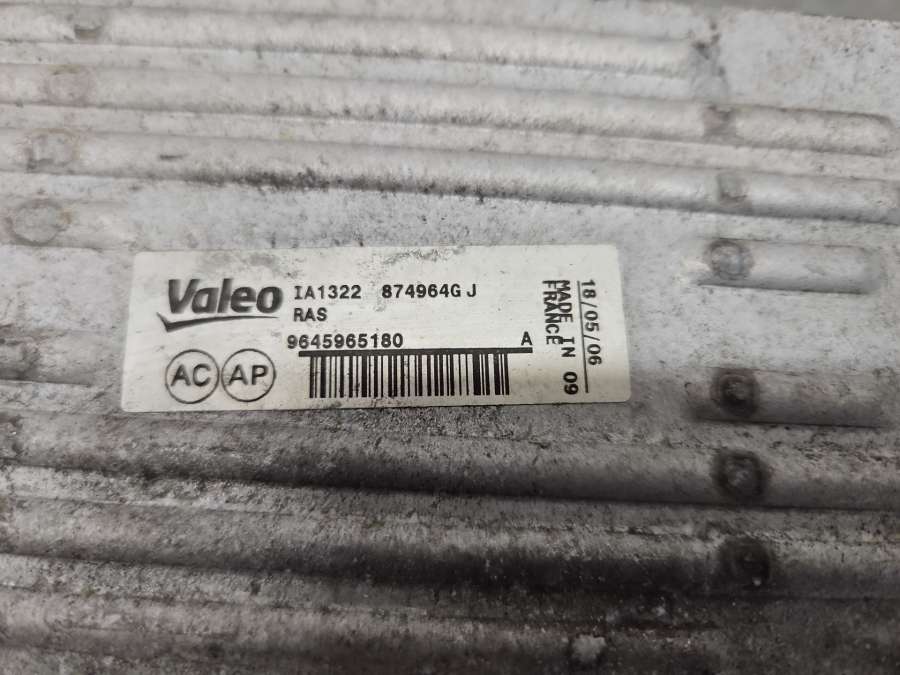 Valeo IA1322 874964G J
RAS
9645965180 A
AC AP
MADE IN
FRANCE
18/05/06
09